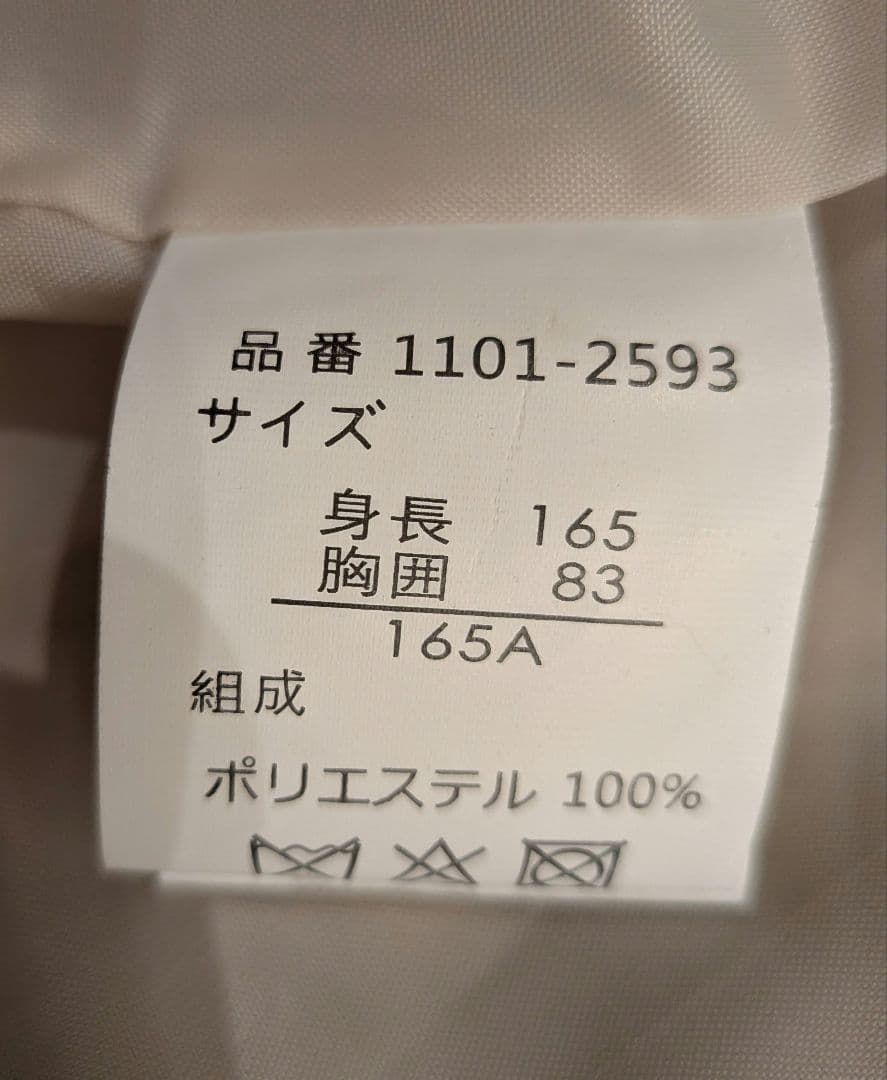 品番 1101-2593
サイズ
身長 165
胸囲 83
165A
組成
ポリエステル 100%